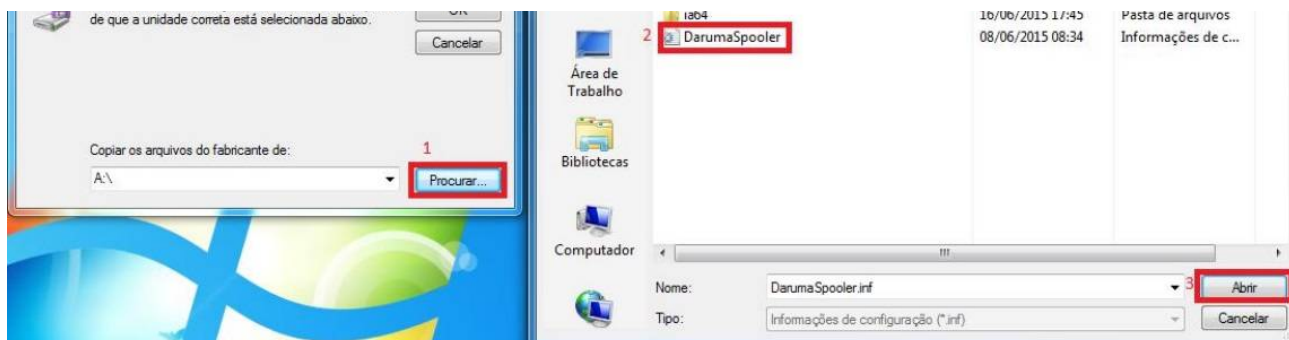 de que a unidade correta está selecionada abaixo.
Cancelar
Copiar os arquivos do fabricante de:
1
A:\
Procurar...
ia64
16/06/2015 17:45
Pasta de arquivos
2
DarumaSpooler
08/06/2015 08:34
Informações de c...
Área de
Trabalho
Bibliotecas
Computador
Nome:
DarumaSpooler.inf
3
Abrir
Tipo:
Informações de configuração (*.inf)
Cancelar